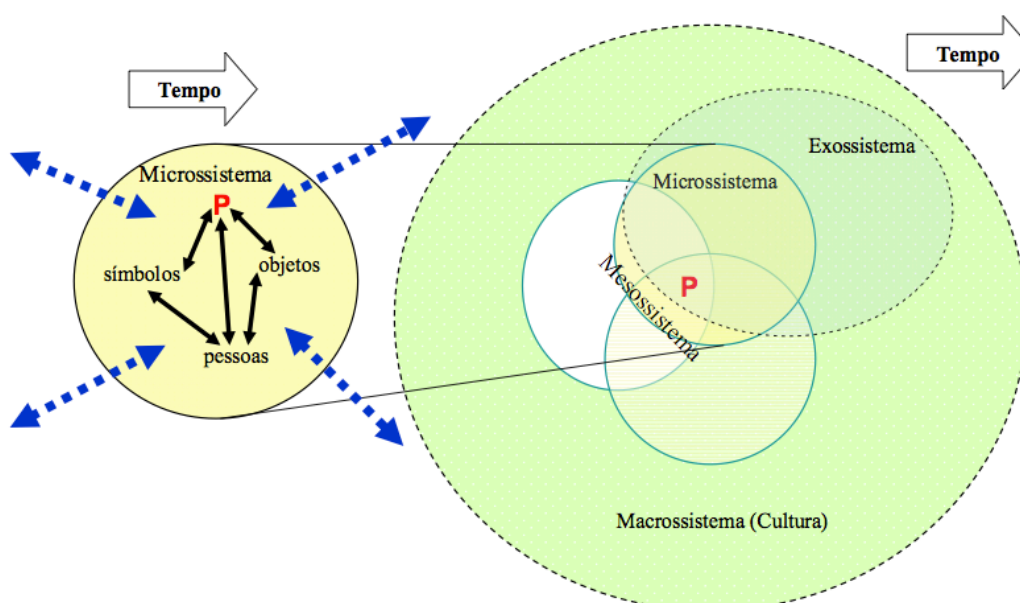 Tempo
Microssistema
P
símbolos
objetos
pessoas
Tempo
Exossistema
Microssistema
Mesossistema
P
Macrossistema (Cultura)